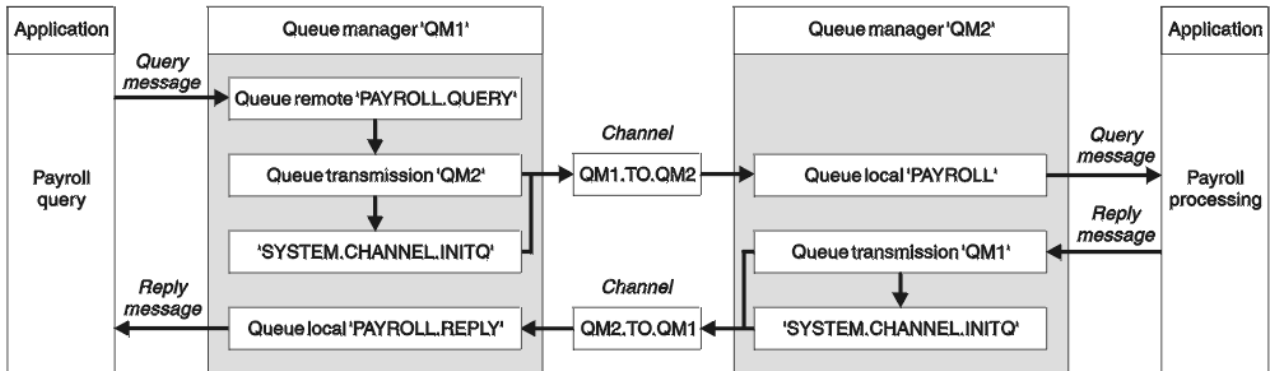 Application
Queue manager 'QM1'
Queue manager 'QM2'
Application
Query
message
Queue remote 'PAYROLL.QUERY'
Channel
Query
message
Payroll
query
Queue transmission 'QM2'
QM1.TO.QM2
Queue local 'PAYROLL'
Payroll
processing
Reply
message
'SYSTEM.CHANNEL.INITQ'
Queue transmission 'QM1'
Reply
message
Channel
Queue local 'PAYROLL.REPLY'
QM2.TO.QM1
'SYSTEM.CHANNEL.INITQ'